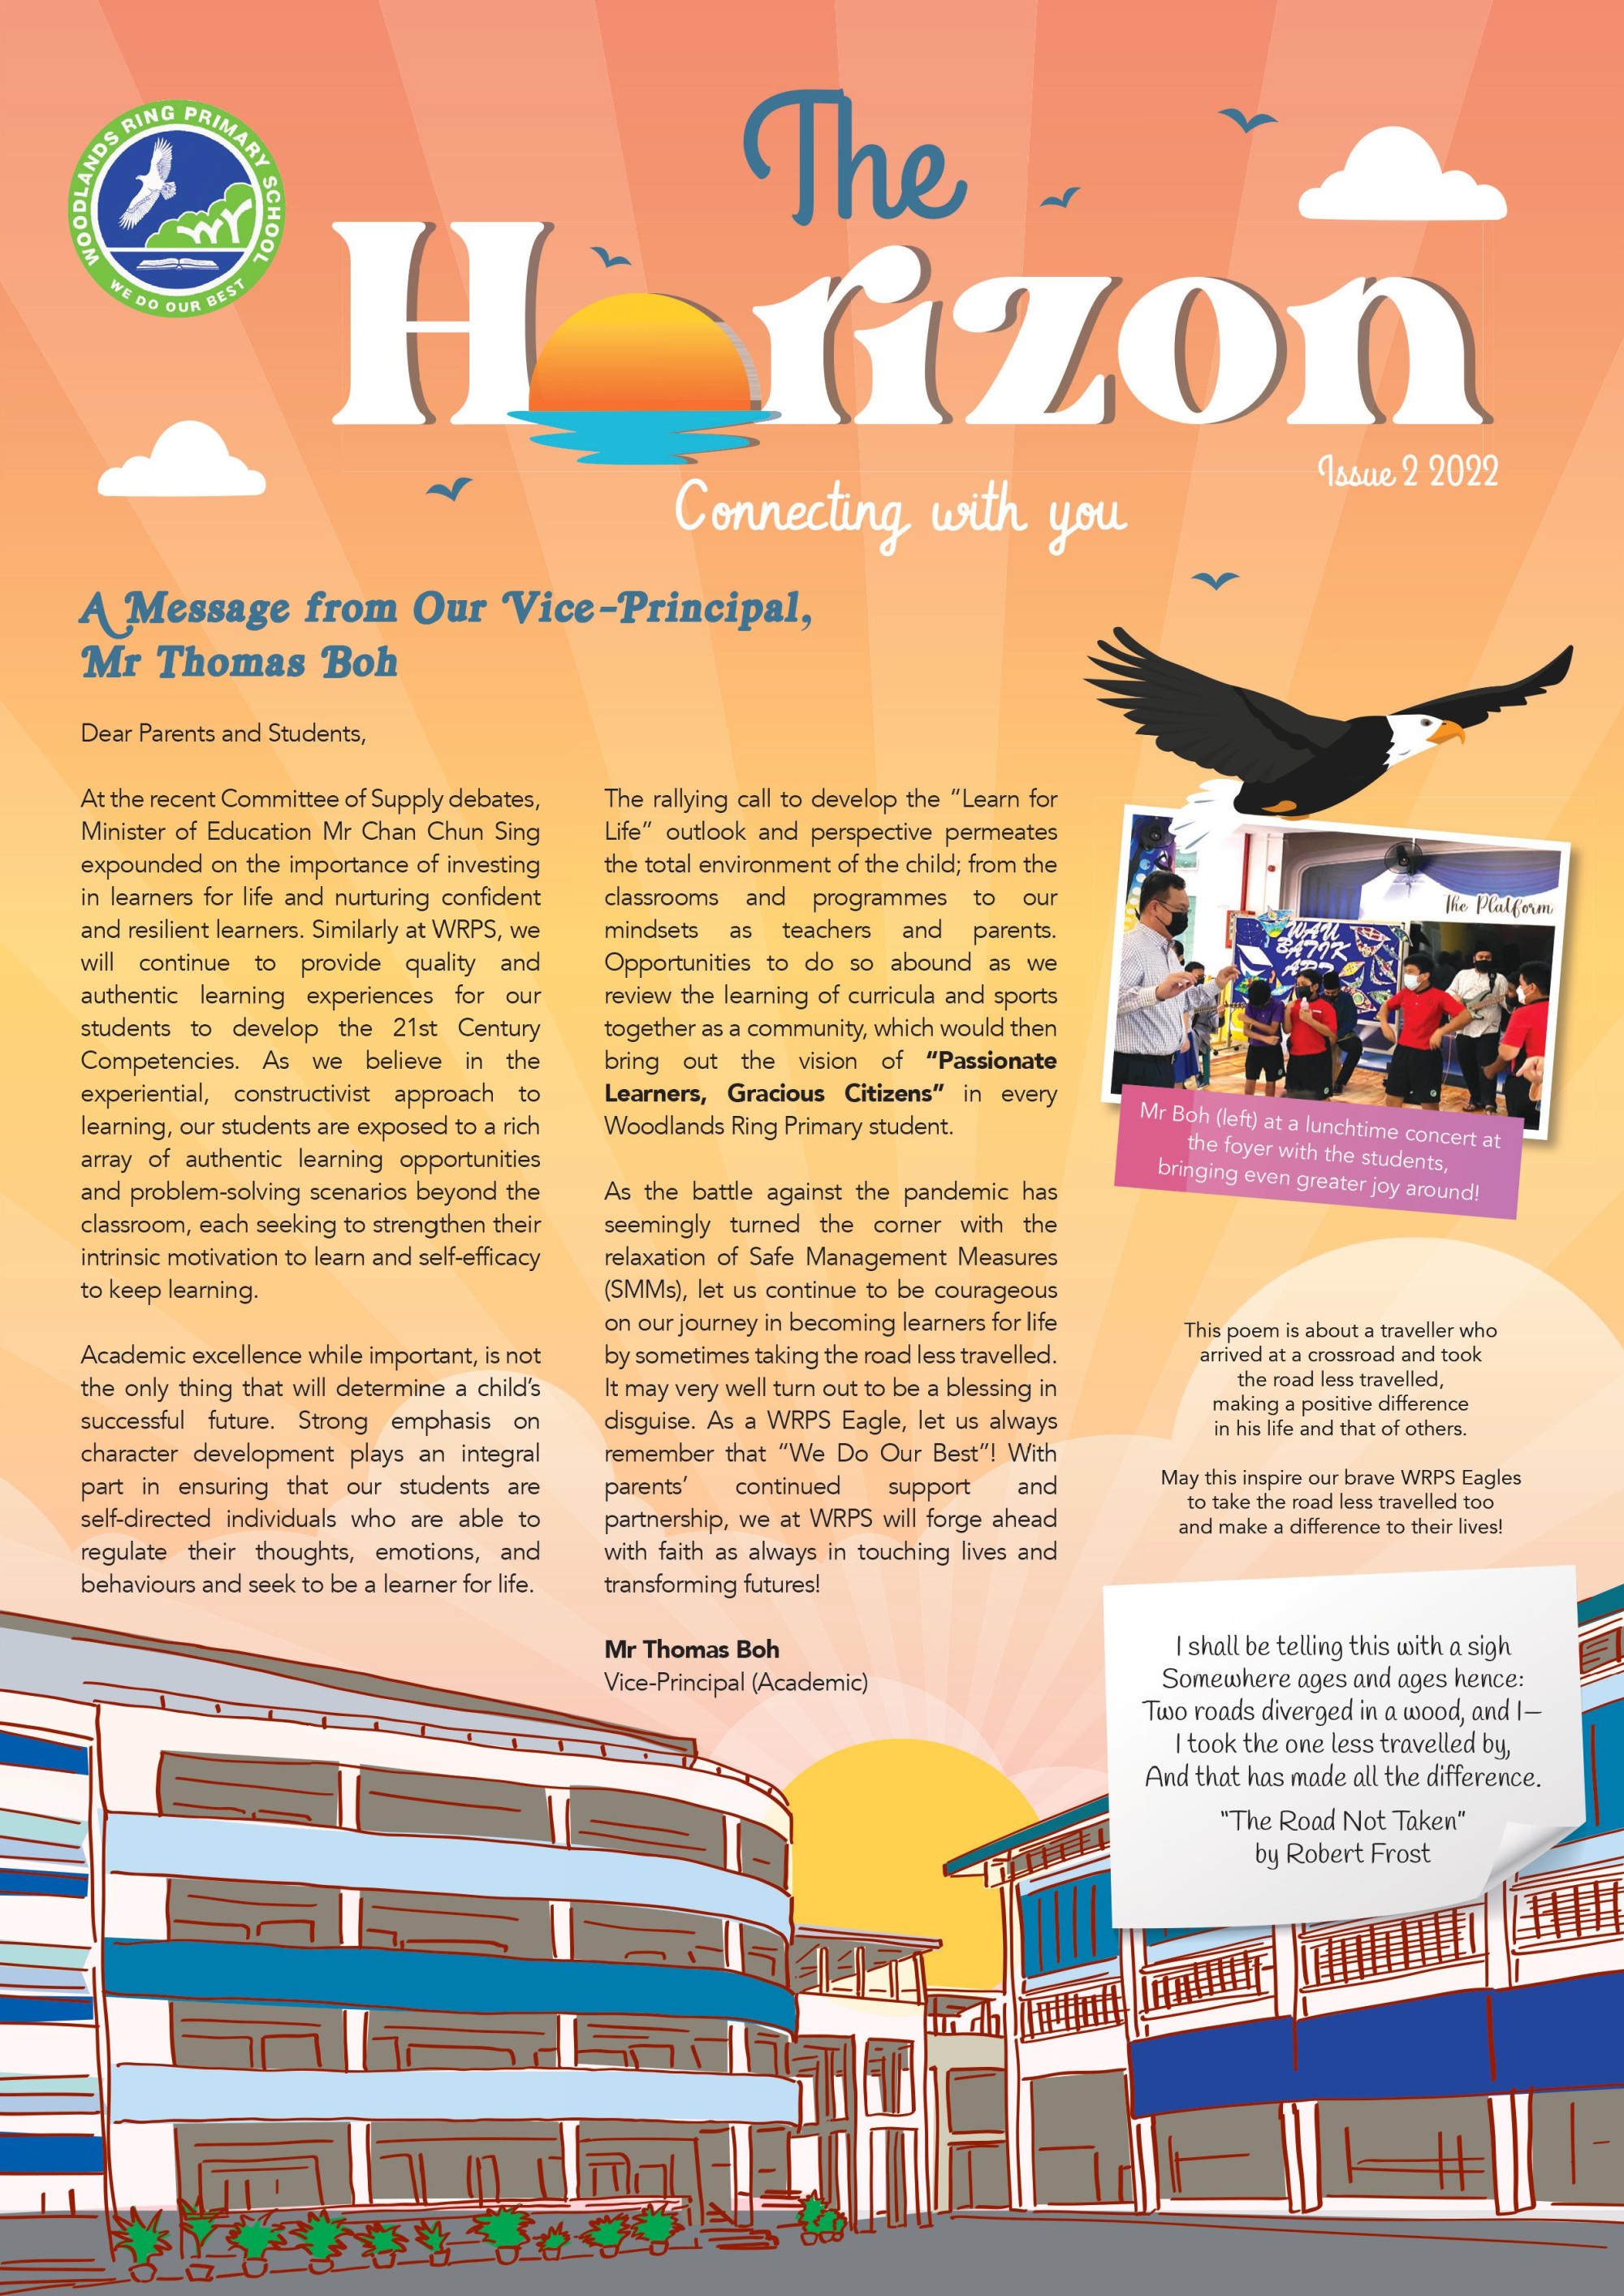 WOODLANDS RING PRIMARY SCHOOL
wr
WE DO OUR BEST
The
Horizon
Issue 2 2022
Connecting with you
A Message from Our Vice-Principal,
Mr Thomas Boh
Dear Parents and Students,
At the recent Committee of Supply debates,
Minister of Education Mr Chan Chun Sing
expounded on the importance of investing
in learners for life and nurturing confident
and resilient learners. Similarly at WRPS, we
will continue to provide quality and
authentic learning experiences for our
students to develop the 21st Century
Competencies. As we believe in the
experiential, constructivist approach to
learning, our students are exposed to a rich
array of authentic learning opportunities
and problem-solving scenarios beyond the
classroom, each seeking to strengthen their
intrinsic motivation to learn and self-efficacy
to keep learning.
Academic excellence while important, is not
the only thing that will determine a child's
successful future. Strong emphasis on
character development plays an integral
part in ensuring that our students are
self-directed individuals who are able to
regulate their thoughts, emotions, and
behaviours and seek to be a learner for life.
The rallying call to develop the "Learn for
Life" outlook and perspective permeates
the total environment of the child; from the
classrooms and programmes to our
mindsets as teachers and parents.
Opportunities to do so abound as we
review the learning of curricula and sports
together as a community, which would then
bring out the vision of "Passionate
Learners, Gracious Citizens" in every
Woodlands Ring Primary student.
As the battle against the pandemic has
seemingly turned the corner with the
relaxation of Safe Management Measures
(SMMs), let us continue to be courageous
on our journey in becoming learners for life
by sometimes taking the road less travelled.
It may very well turn out to be a blessing in
disguise. As a WRPS Eagle, let us always
remember that "We Do Our Best"! With
parents' continued support and
partnership, we at WRPS will forge ahead
with faith as always in touching lives and
transforming futures!
Mr Thomas Boh
Vice-Principal (Academic)
The Platform
WAU
BATIK
ART
Mr Boh (left) at a lunchtime concert at
the foyer with the students,
bringing even greater joy around!
This poem is about a traveller who
arrived at a crossroad and took
the road less travelled,
making a positive difference
in his life and that of others.
May this inspire our brave WRPS Eagles
to take the road less travelled too
and make a difference to their lives!
I shall be telling this with a sigh
Somewhere ages and ages hence:
Two roads diverged in a wood, and I—
I took the one less travelled by,
And that has made all the difference.
"The Road Not Taken"
by Robert Frost